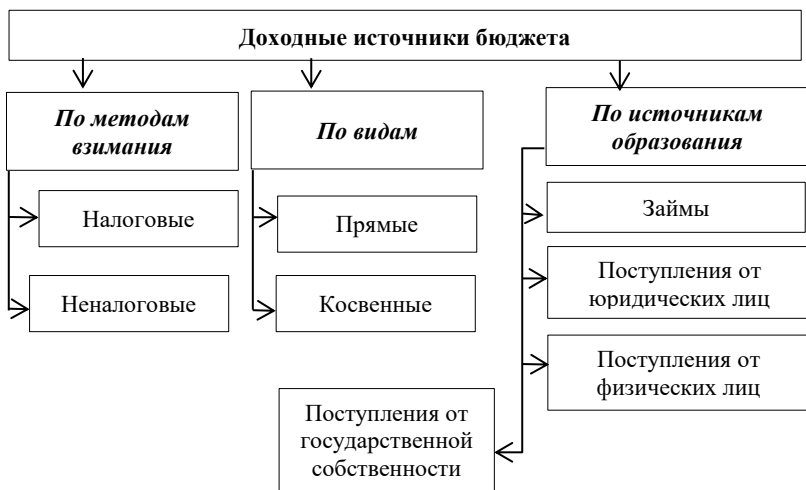 Доходные источники бюджета
По методам
взимания
По видам
По источникам
образования
Налоговые
Прямые
Займы
Неналоговые
Косвенные
Поступления от
юридических лиц
Поступления от
физических лиц
Поступления от
государственной
собственности